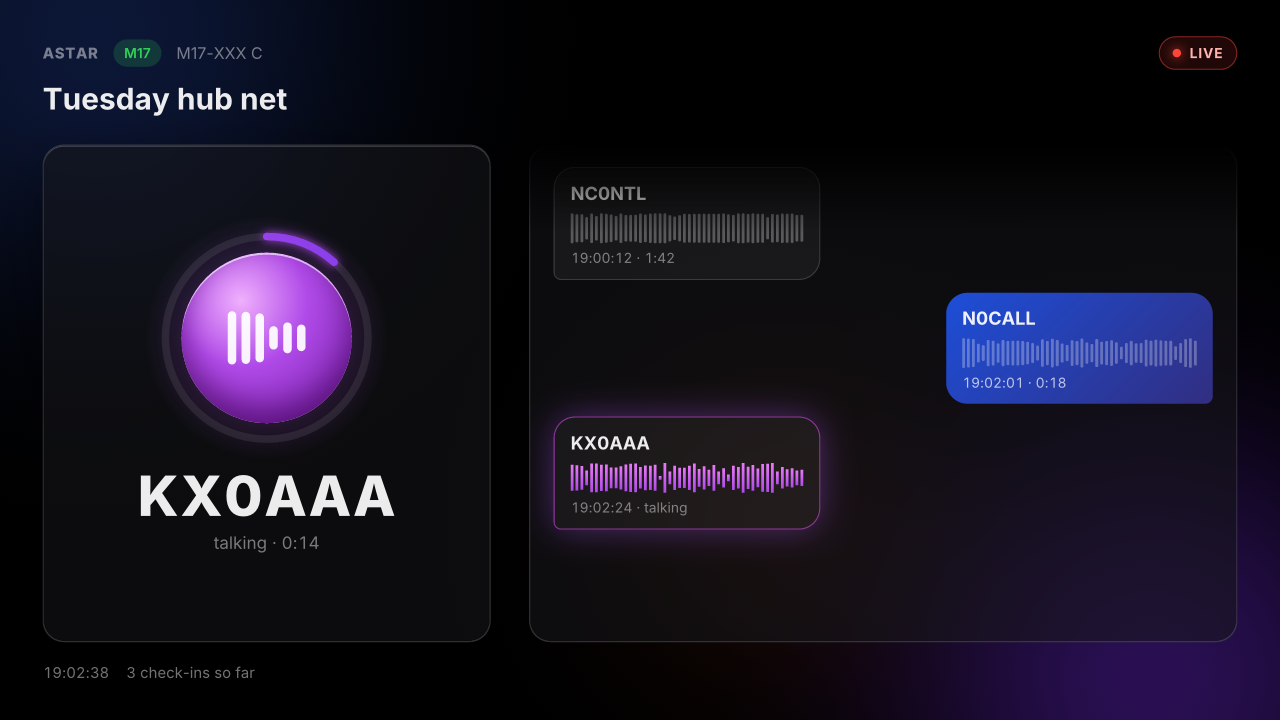 ASTAR M17 M17-XXX C
LIVE
Tuesday hub net
KX0AAA
talking · 0:14
NC0NTL
19:00:12 · 1:42
N0CALL
19:02:01 · 0:18
KX0AAA
19:02:24 · talking
19:02:38 3 check-ins so far